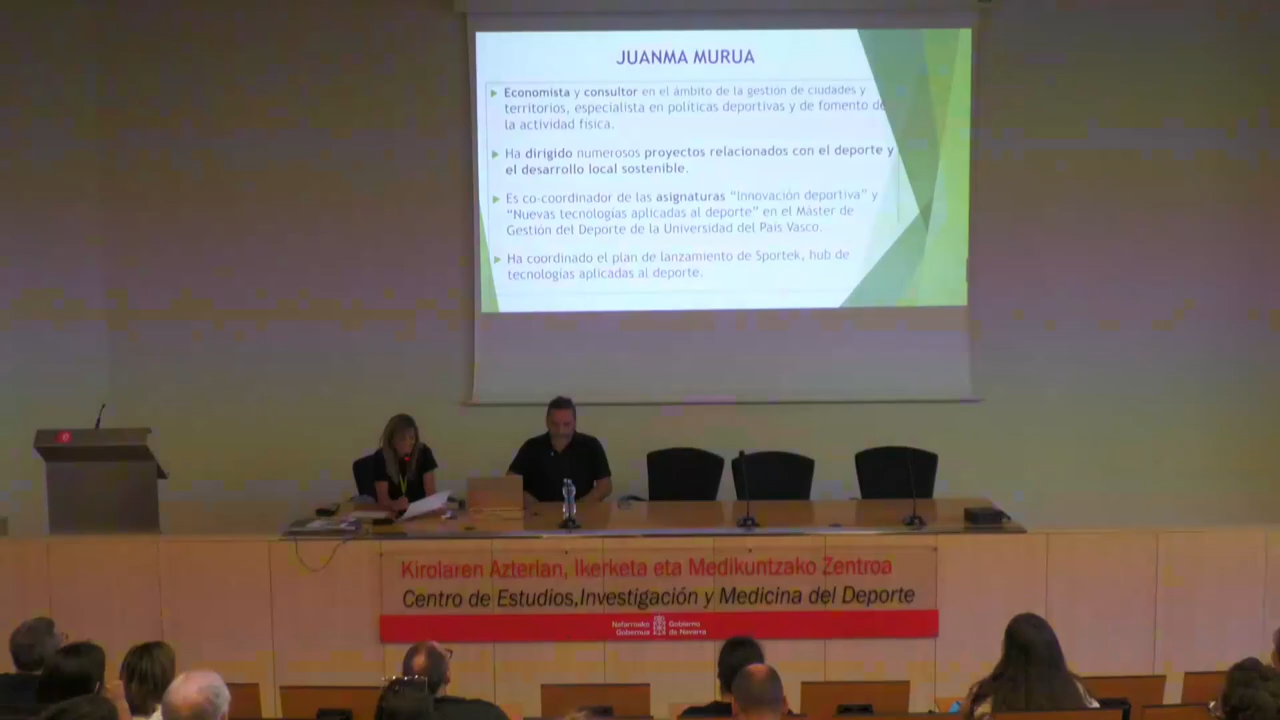 JUANMA MURUA
Economista y consultor en el ámbito de la gestión de ciudades y
territorios, especialista en políticas deportivas y de fomento de
la actividad física.
Ha dirigido numerosos proyectos relacionados con el deporte y
el desarrollo local sostenible.
Es co-coordinador de las asignaturas “Innovación deportiva” y
“Nuevas tecnologías aplicadas al deporte” en el Máster de
Gestión del Deporte de la Universidad del País Vasco.
Ha coordinado el plan de lanzamiento de Sportek, hub de
tecnologías aplicadas al deporte.
Kirolaren Azterlan, Ikerketa eta Medikuntzako Zentroa
Centro de Estudios,Investigación y Medicina del Deporte
Nafarroako Gobierno
Gobernua de Navarra